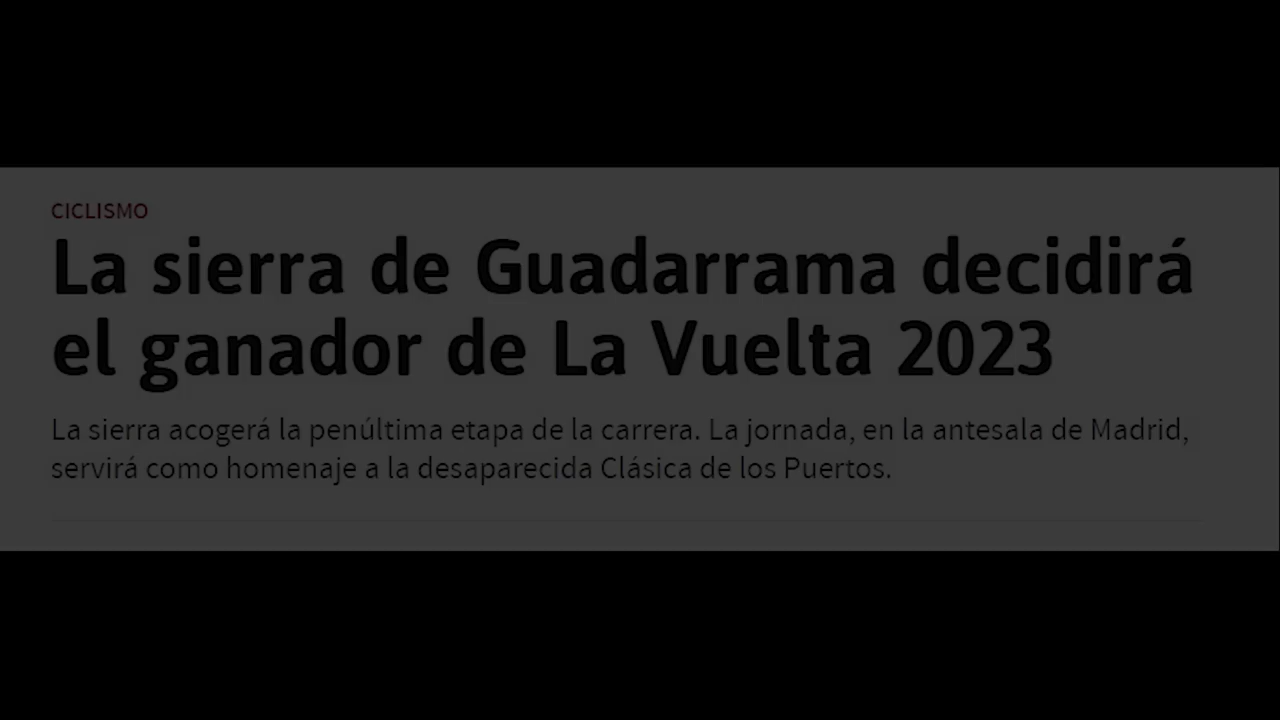 CICLISMO
La sierra de Guadarrama decidirá
el ganador de La Vuelta 2023
La sierra acogerá la penúltima etapa de la carrera. La jornada, en la antesala de Madrid,
servirá como homenaje a la desaparecida Clásica de los Puertos.